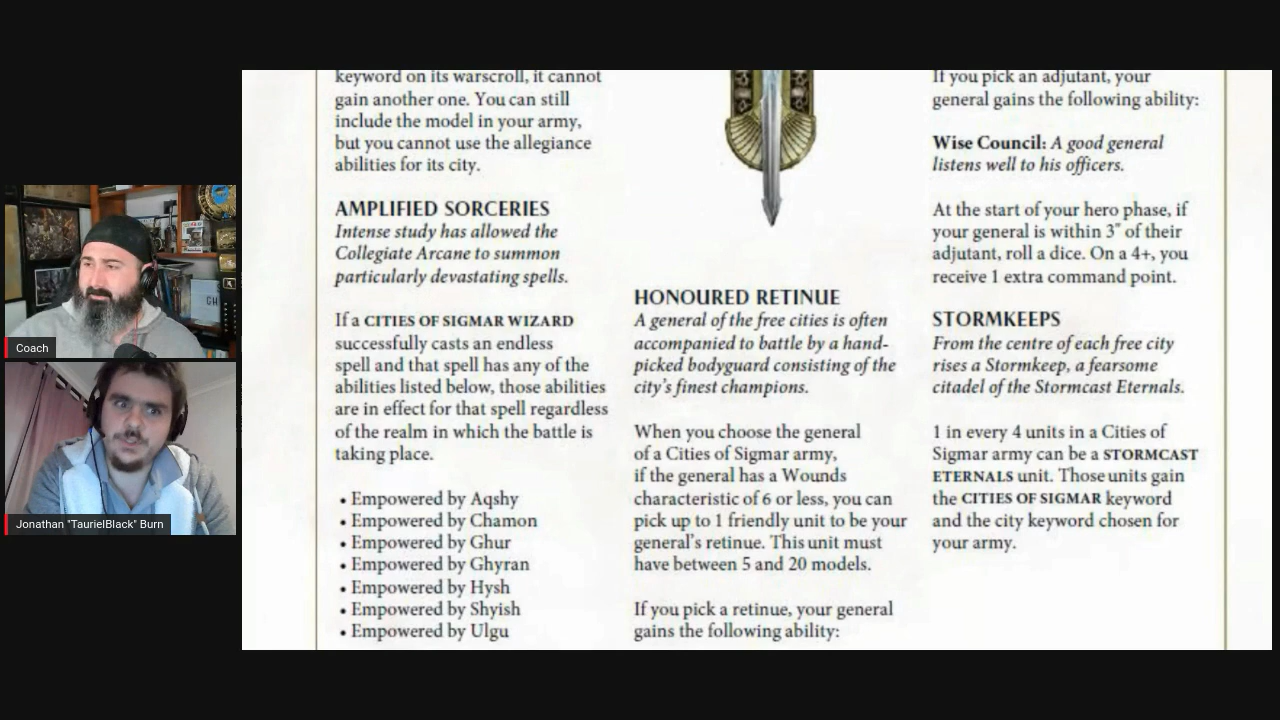 keyword on its warscroll, it cannot
gain another one. You can still
include the model in your army,
but you cannot use the allegiance
abilities for its city.
AMPLIFIED SORCERIES
Intense study has allowed the
Collegiate Arcane to summon
particularly devastating spells.
If a CITIES OF SIGMAR WIZARD
successfully casts an endless
spell and that spell has any of the
abilities listed below, those abilities
are in effect for that spell regardless
of the realm in which the battle is
taking place.
• Empowered by Aqshy
• Empowered by Chamon
• Empowered by Ghur
• Empowered by Ghyran
• Empowered by Hysh
• Empowered by Shyish
• Empowered by Ulgu
HONOURED RETINUE
A general of the free cities is often
accompanied to battle by a hand-
picked bodyguard consisting of the
city's finest champions.
When you choose the general
of a Cities of Sigmar army,
if the general has a Wounds
characteristic of 6 or less, you can
pick up to 1 friendly unit to be your
general's retinue. This unit must
have between 5 and 20 models.
If you pick a retinue, your general
gains the following ability:
If you pick an adjutant, your
general gains the following ability:
Wise Council: A good general
listens well to his officers.
At the start of your hero phase, if
your general is within 3" of their
adjutant, roll a dice. On a 4+, you
receive 1 extra command point.
STORMKEEPS
From the centre of each free city
rises a Stormkeep, a fearsome
citadel of the Stormcast Eternals.
1 in every 4 units in a Cities of
Sigmar army can be a STORMCAST
ETERNALS unit. Those units gain
the CITIES OF SIGMAR keyword
and the city keyword chosen for
your army.
GH
Coach
Jonathan "TaurielBlack" Burn